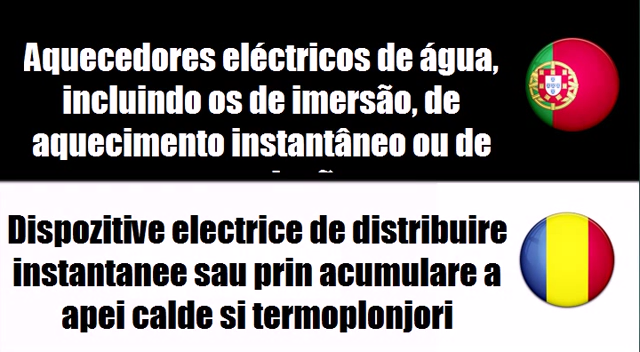 Aquecedores eléctricos de água,
incluindo os de imersão, de
aquecimento instantâneo ou de
Dispozitive electrice de distribuire
instantanee sau prin acumulare a
apei calde si termoplonjori